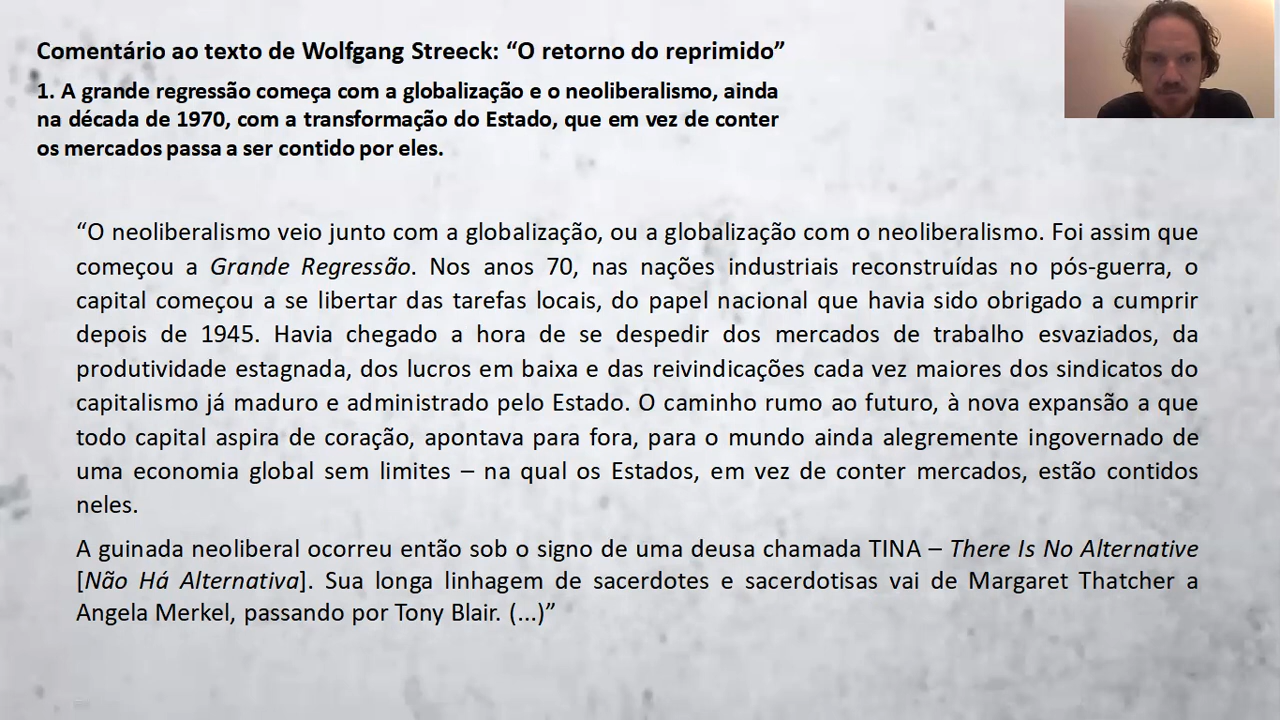 Comentário ao texto de Wolfgang Streeck: “O retorno do reprimido”
1. A grande regressão começa com a globalização e o neoliberalismo, ainda
na década de 1970, com a transformação do Estado, que em vez de conter
os mercados passa a ser contido por eles.
“O neoliberalismo veio junto com a globalização, ou a globalização com o neoliberalismo. Foi assim que
começou a Grande Regressão. Nos anos 70, nas nações industriais reconstruídas no pós-guerra, o
capital começou a se libertar das tarefas locais, do papel nacional que havia sido obrigado a cumprir
depois de 1945. Havia chegado a hora de se despedir dos mercados de trabalho esvaziados, da
produtividade estagnada, dos lucros em baixa e das reivindicações cada vez maiores dos sindicatos do
capitalismo já maduro e administrado pelo Estado. O caminho rumo ao futuro, à nova expansão a que
todo capital aspira de coração, apontava para fora, para o mundo ainda alegremente ingovernado de
uma economia global sem limites – na qual os Estados, em vez de conter mercados, estão contidos
neles.
A guinada neoliberal ocorreu então sob o signo de uma deusa chamada TINA – There Is No Alternative
[Não Há Alternativa]. Sua longa linhagem de sacerdotes e sacerdotisas vai de Margaret Thatcher a
Angela Merkel, passando por Tony Blair. (...)”